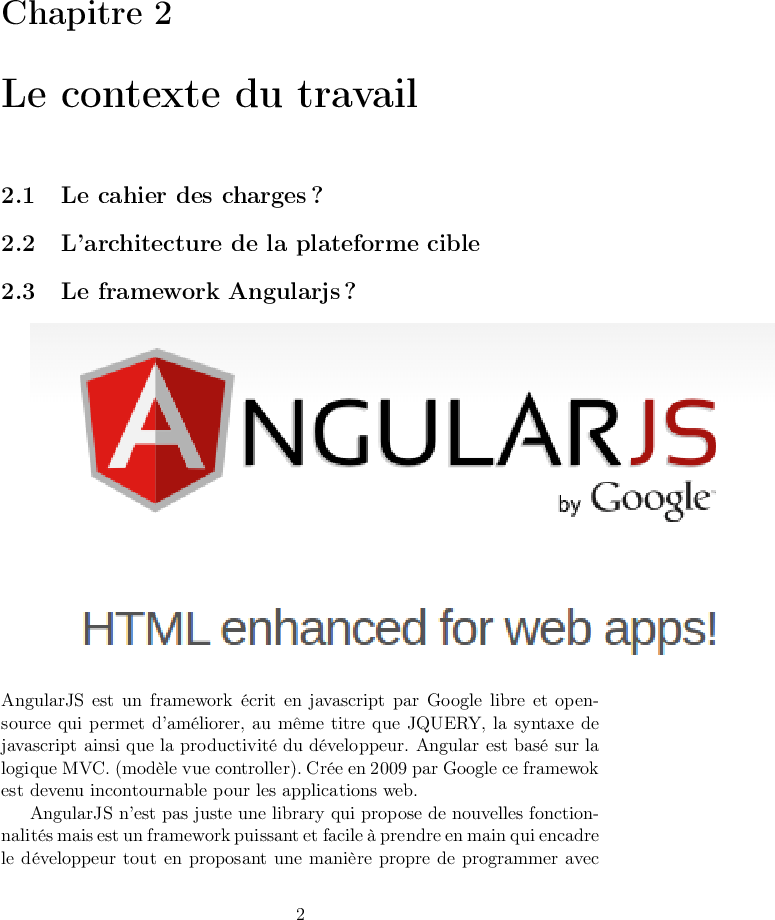 Chapitre 2
Le contexte du travail
2.1 Le cahier des charges ?
2.2 L'architecture de la plateforme cible
2.3 Le framework Angularjs ?
ANGULARJS
by Google™
HTML enhanced for web apps!
AngularJS est un framework écrit en javascript par Google libre et open-
source qui permet d'améliorer, au même titre que JQUERY, la syntaxe de
javascript ainsi que la productivité du développeur. Angular est basé sur la
logique MVC. (modèle vue controller). Crée en 2009 par Google ce framewok
est devenu incontournable pour les applications web.
AngularJS n'est pas juste une library qui propose de nouvelles fonction-
nalités mais est un framework puissant et facile à prendre en main qui encadre
le développeur tout en proposant une manière propre de programmer avec
2